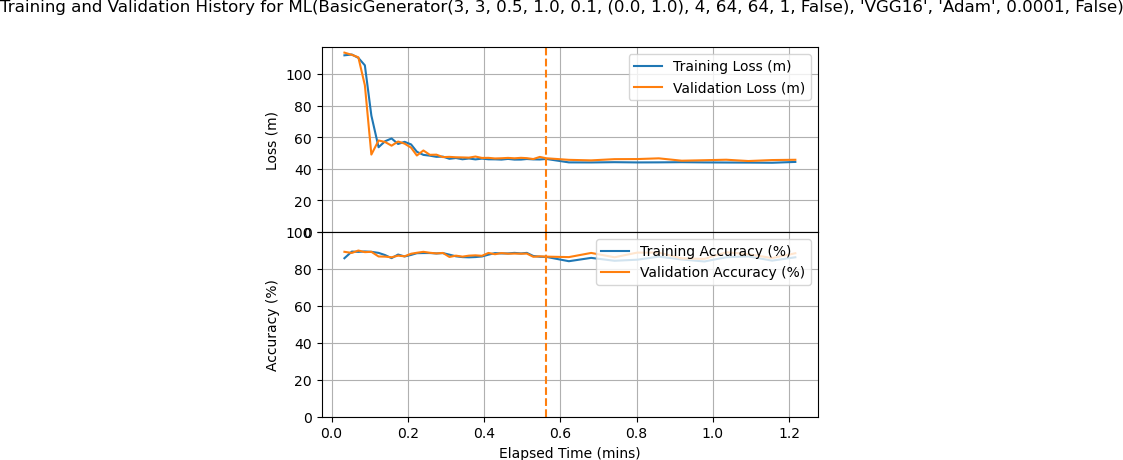 Training and Validation History for ML(BasicGenerator(3, 3, 0.5, 1.0, 0.1, (0.0, 1.0), 4, 64, 64, 1, False), 'VGG16', 'Adam', 0.0001, False)
Loss (m)
100
80
60
40
20
0
Training Loss (m)
Validation Loss (m)
Accuracy (%)
100
80
60
40
20
0
Training Accuracy (%)
Validation Accuracy (%)
0.0 0.2 0.4 0.6 0.8 1.0 1.2
Elapsed Time (mins)